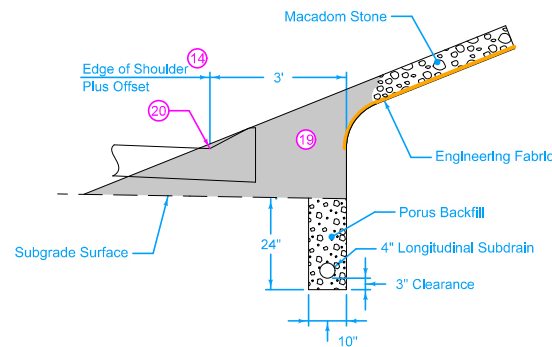 Macadom Stone
14
Edge of Shoulder
Plus Offset
3'
20
19
Engineering Fabric
Porus Backfill
24"
4" Longitudinal Subdrain
Subgrade Surface
3" Clearance
10"